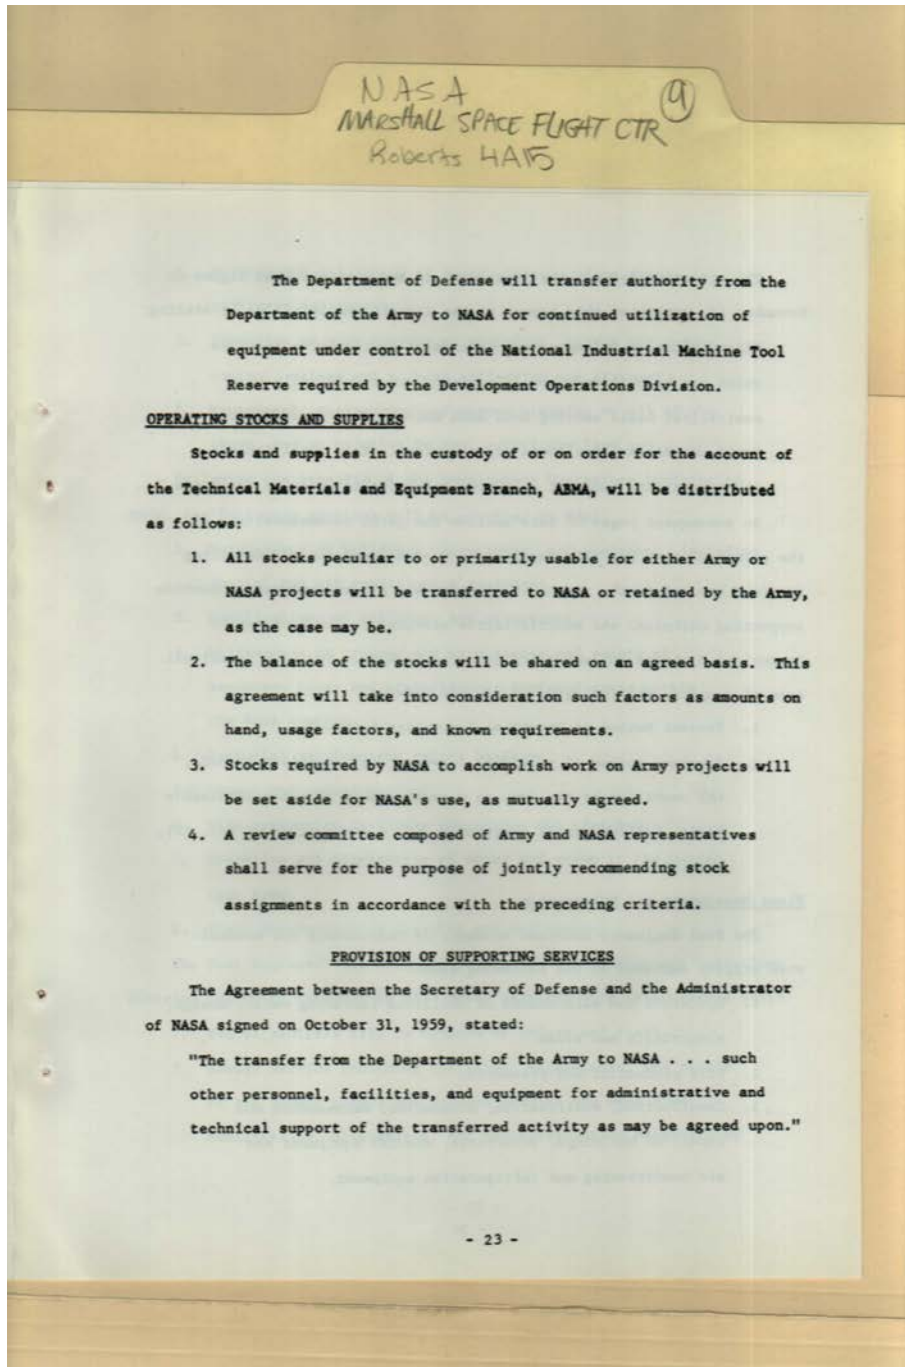 NASA
9
MARSHALL SPACE FLIGHT CTR
Roberts 4A15
The Department of Defense will transfer authority from the
Department of the Army to NASA for continued utilization of
equipment under control of the National Industrial Machine Tool
Reserve required by the Development Operations Division.
OPERATING STOCKS AND SUPPLIES
Stocks and supplies in the custody of or on order for the account of
the Technical Materials and Equipment Branch, ABMA, will be distributed
as follows:
1. All stocks peculiar to or primarily usable for either Army or
NASA projects will be transferred to NASA or retained by the Army,
as the case may be.
2. The balance of the stocks will be shared on an agreed basis. This
agreement will take into consideration such factors as amounts on
hand, usage factors, and known requirements.
3. Stocks required by NASA to accomplish work on Army projects will
be set aside for NASA's use, as mutually agreed.
4. A review committee composed of Army and NASA representatives
shall serve for the purpose of jointly recommending stock
assignments in accordance with the preceding criteria.
PROVISION OF SUPPORTING SERVICES
The Agreement between the Secretary of Defense and the Administrator
of NASA signed on October 31, 1959, stated:
"The transfer from the Department of the Army to NASA . . . such
other personnel, facilities, and equipment for administrative and
technical support of the transferred activity as may be agreed upon."
- 23 -